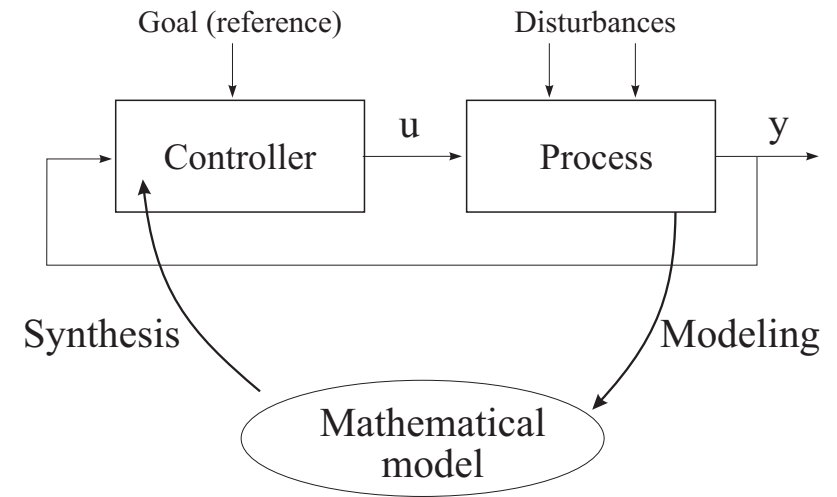 Goal (reference)
Disturbances
Controller
u
Process
y
Synthesis
Modeling
Mathematical
model